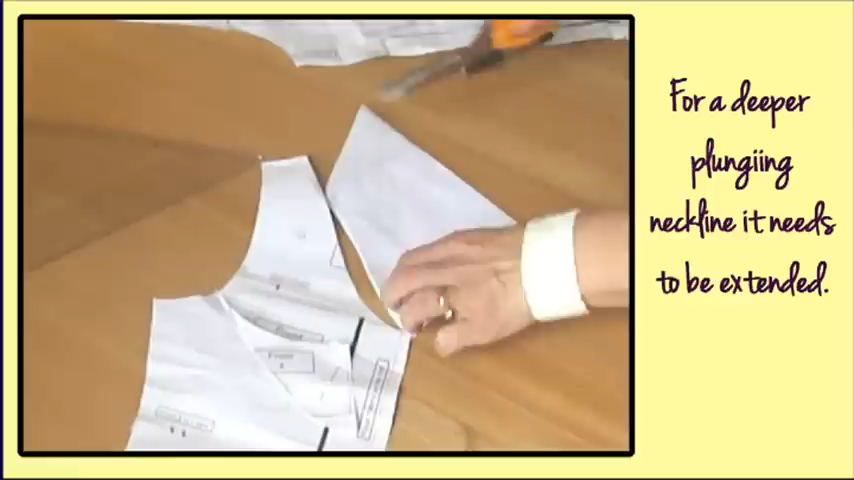 For a deeper
plungiing
neckline it needs
to be extended.